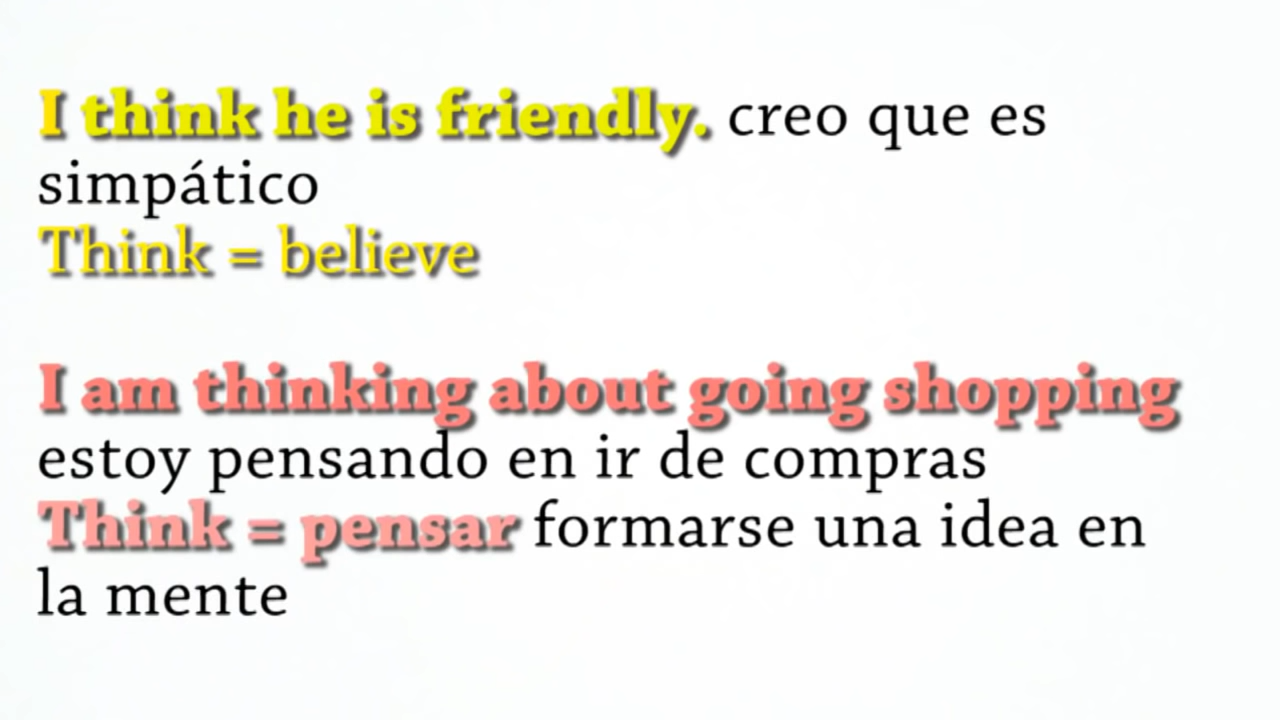 I think he is friendly. creo que es
simpático
Think = believe
I am thinking about going shopping
estoy pensando en ir de compras
Think = pensar formarse una idea en
la mente